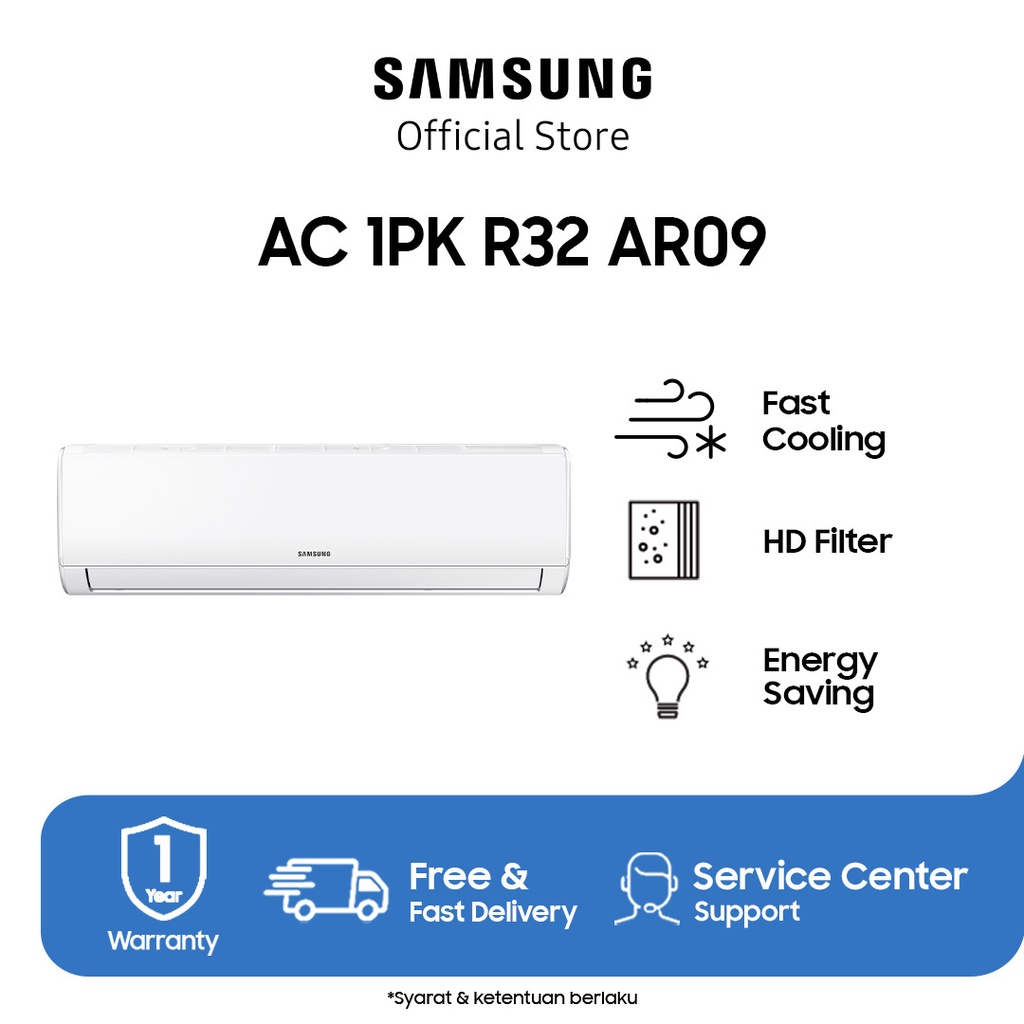 SAMSUNG
Official Store
AC 1PK R32 AR09
Fast
Cooling
SAMSUNG
HD Filter
Energy
Saving
1
Year
Warranty
Free &
Fast Delivery
Service Center
Support
*Syarat & ketentuan berlaku